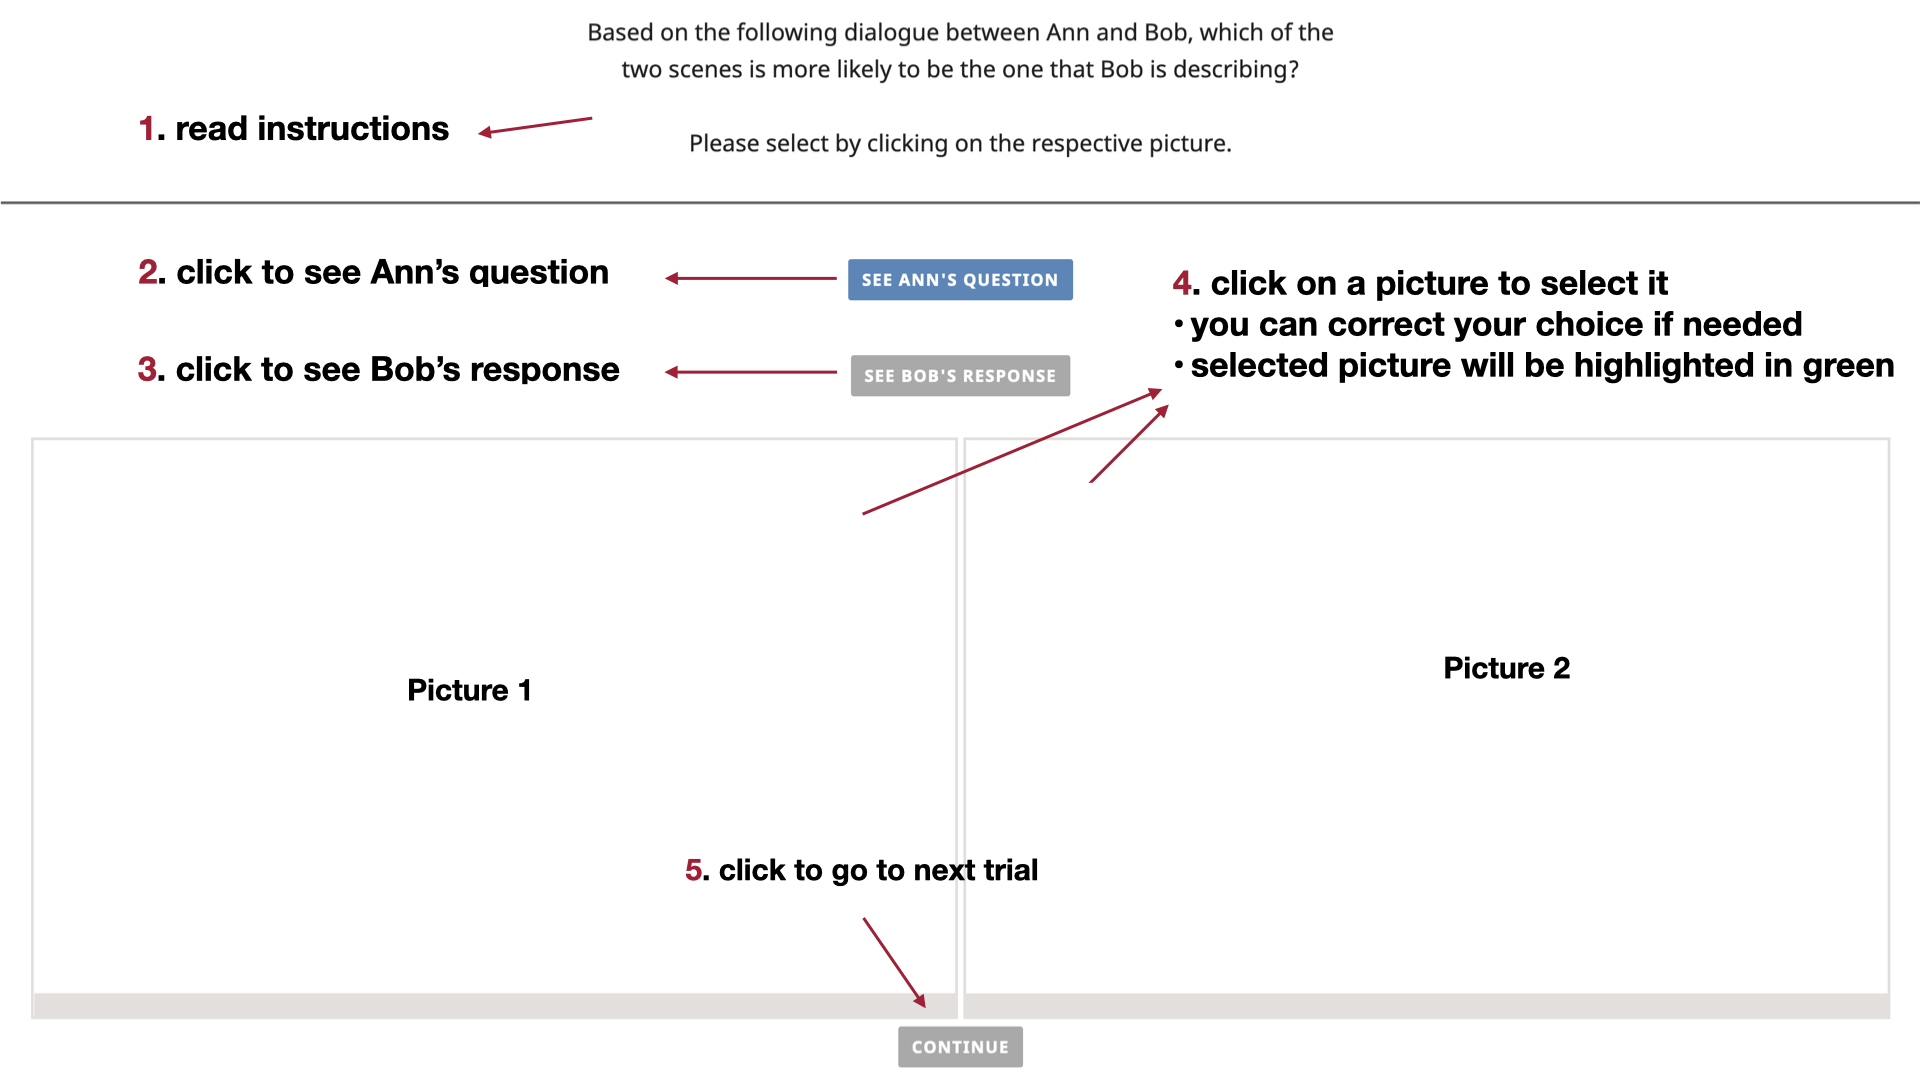 Based on the following dialogue between Ann and Bob, which of the
two scenes is more likely to be the one that Bob is describing?
1. read instructions
Please select by clicking on the respective picture.
2. click to see Ann’s question
SEE ANN'S QUESTION
4. click on a picture to select it
• you can correct your choice if needed
• selected picture will be highlighted in green
3. click to see Bob’s response
SEE BOB'S RESPONSE
Picture 1
Picture 2
5. click to go to next trial
CONTINUE